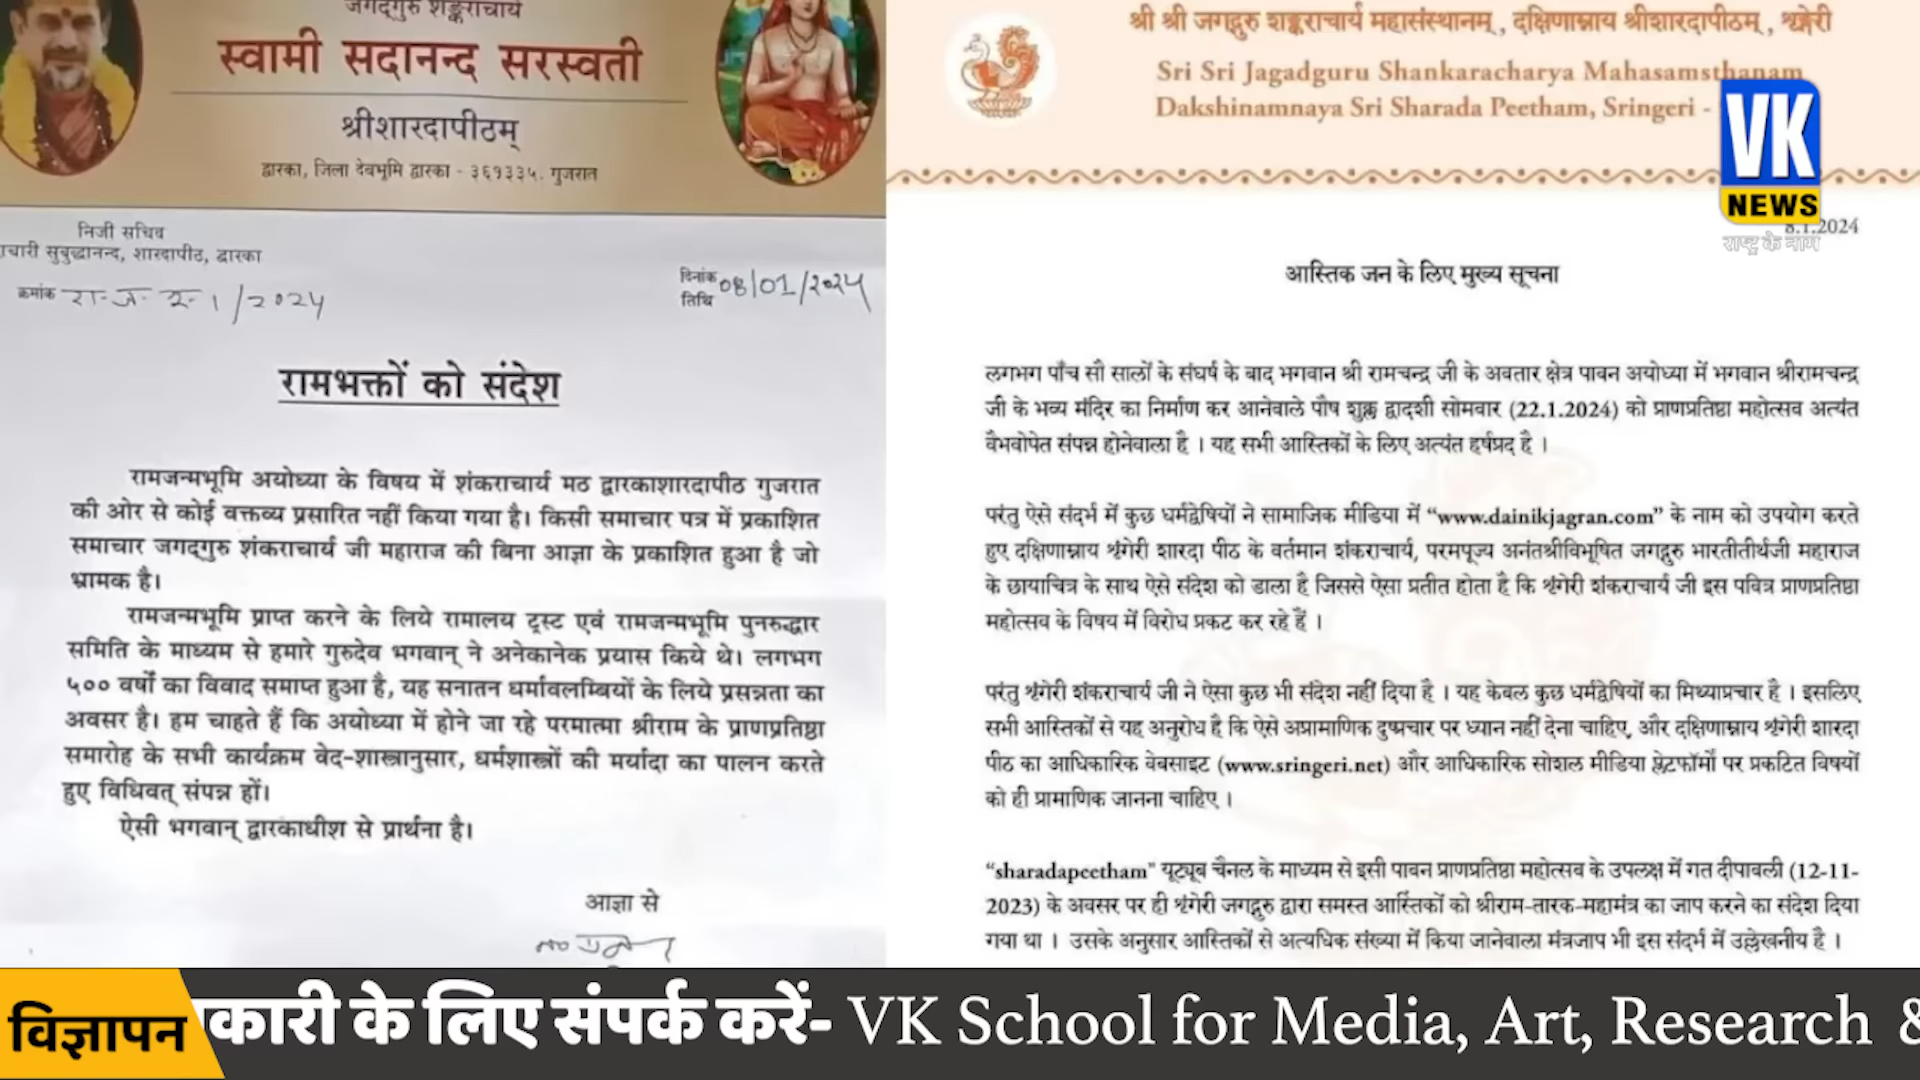 जगद्गुरु शङ्कराचार्य
स्वामी सदानन्द सरस्वती
श्रीशारदापीठम्
द्वारका, जिला देवभूमि द्वारका - ३६१३३५. गुजरात
निजी सचिव
चारी सुबुद्धानन्द, शारदापीठ, द्वारका
क्रमांक रा-ज-सू-1/2024
दिनांक 08/01/2024
तिथि
रामभक्तों को संदेश
रामजन्मभूमि अयोध्या के विषय में शंकराचार्य मठ द्वारकाशारदापीठ गुजरात
की ओर से कोई वक्तव्य प्रसारित नहीं किया गया है। किसी समाचार पत्र में प्रकाशित
समाचार जगद्गुरु शंकराचार्य जी महाराज की बिना आज्ञा के प्रकाशित हुआ है जो
भ्रामक है।
रामजन्मभूमि प्राप्त करने के लिये रामालय ट्रस्ट एवं रामजन्मभूमि पुनरुद्धार
समिति के माध्यम से हमारे गुरुदेव भगवान् ने अनेकानेक प्रयास किये थे। लगभग
५०० वर्षों का विवाद समाप्त हुआ है, यह सनातन धर्मावलम्बियों के लिये प्रसन्नता का
अवसर है। हम चाहते हैं कि अयोध्या में होने जा रहे परमात्मा श्रीराम के प्राणप्रतिष्ठा
समारोह के सभी कार्यक्रम वेद-शास्त्रानुसार, धर्मशास्त्रों की मर्यादा का पालन करते
हुए विधिवत् संपन्न हों।
ऐसी भगवान् द्वारकाधीश से प्रार्थना है।
आज्ञा से
श्री श्री जगद्गुरु शङ्कराचार्य महासंस्थानम्, दक्षिणाम्नाय श्रीशारदापीठम्, शृङ्गेरी
Sri Sri Jagadguru Shankaracharya Mahasamsthanam
Dakshinamnaya Sri Sharada Peetham, Sringeri -
VK
NEWS
राष्ट्र के नाम
8.1.2024
आस्तिक जन के लिए मुख्य सूचना
लगभग पाँच सौ सालों के संघर्ष के बाद भगवान श्री रामचन्द्र जी के अवतार क्षेत्र पावन अयोध्या में भगवान श्रीरामचन्द्र
जी के भव्य मंदिर का निर्माण कर आनेवाले पौष शुक्ल द्वादशी सोमवार (22.1.2024) को प्राणप्रतिष्ठा महोत्सव अत्यंत
वैभवोपेत संपन्न होनेवाला है । यह सभी आस्तिकों के लिए अत्यंत हर्षप्रद है ।
परंतु ऐसे संदर्भ में कुछ धर्मद्वेषियों ने सामाजिक मीडिया में “www.dainikjagran.com” के नाम को उपयोग करते
हुए दक्षिणाम्नाय शृंगेरी शारदा पीठ के वर्तमान शंकराचार्य, परमपूज्य अनंतश्रीविभूषित जगद्गुरु भारतीतीर्थजी महाराज
के छायाचित्र के साथ ऐसे संदेश को डाला है जिससे ऐसा प्रतीत होता है कि शृंगेरी शंकराचार्य जी इस पवित्र प्राणप्रतिष्ठा
महोत्सव के विषय में विरोध प्रकट कर रहे हैं ।
परंतु शृंगेरी शंकराचार्य जी ने ऐसा कुछ भी संदेश नहीं दिया है । यह केवल कुछ धर्मद्वेषियों का मिथ्याप्रचार है । इसलिए
सभी आस्तिकों से यह अनुरोध है कि ऐसे अप्रामाणिक दुष्प्रचार पर ध्यान नहीं देना चाहिए, और दक्षिणाम्नाय शृंगेरी शारदा
पीठ का आधिकारिक वेबसाइट (www.sringeri.net) और आधिकारिक सोशल मीडिया प्लेटफॉर्मों पर प्रकटित विषयों
को ही प्रामाणिक जानना चाहिए ।
“sharadapeetham” यूट्यूब चैनल के माध्यम से इसी पावन प्राणप्रतिष्ठा महोत्सव के उपलक्ष में गत दीपावली (12-11-
2023) के अवसर पर ही शृंगेरी जगद्गुरु द्वारा समस्त आस्तिकों को श्रीराम-तारक-महामंत्र का जाप करने का संदेश दिया
गया था । उसके अनुसार आस्तिकों से अत्यधिक संख्या में किया जानेवाला मंत्रजाप भी इस संदर्भ में उल्लेखनीय है ।
विज्ञापन
कारी के लिए संपर्क करें- VK School for Media, Art, Research &